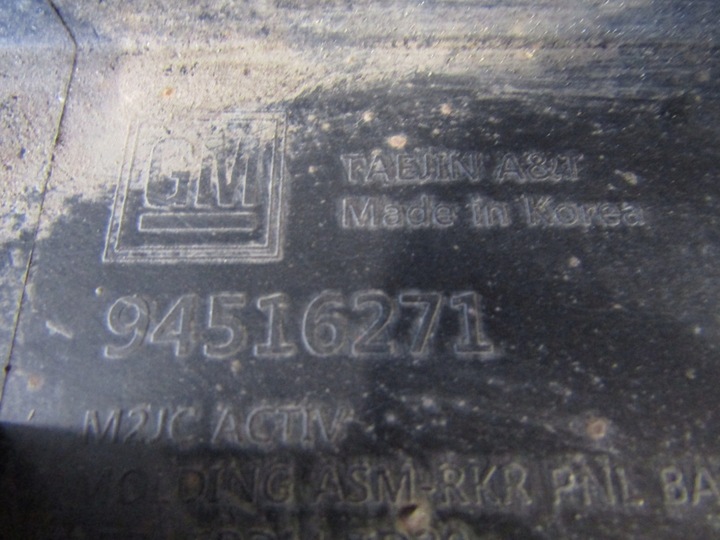 GM
TAEJIN A&T
Made in Korea
94516271
M2JC ACTIV
MOLDING ASM-RKR PNL BA